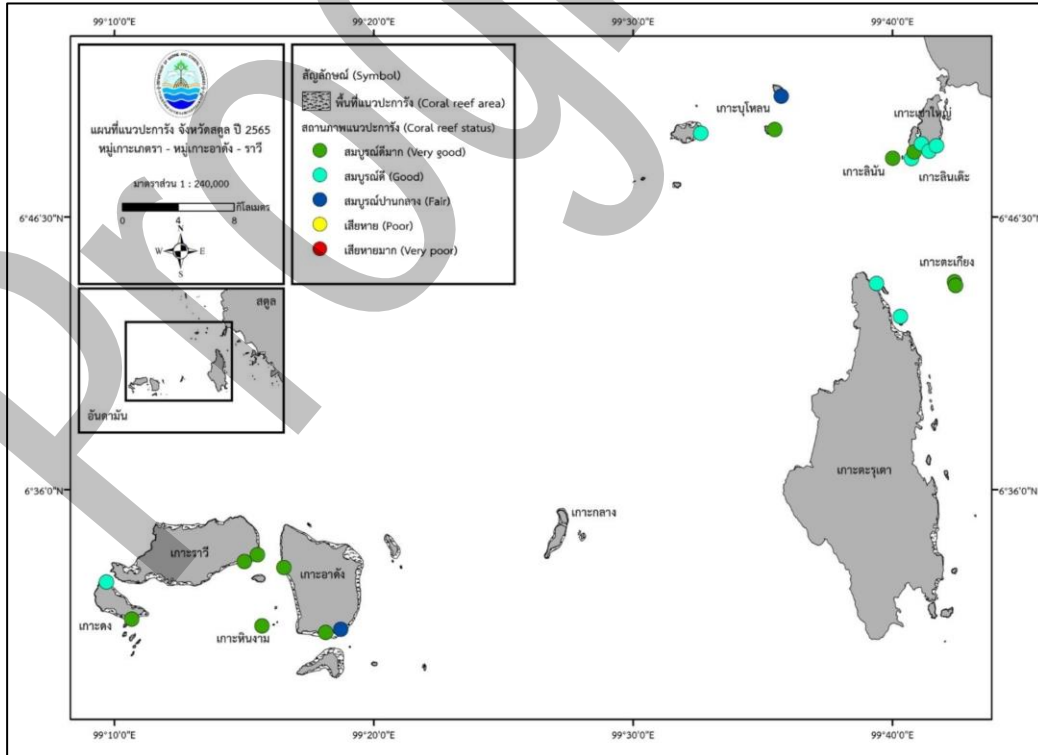 99°10'0"E 99°20'0"E 99°30'0"E 99°40'0"E
แผนที่แนวปะการัง จังหวัดสตูล ปี 2565
หมู่เกาะเภตรา - หมู่เกาะอาดัง - ราวี
มาตราส่วน 1 : 240,000
กิโลเมตร
0 4 8
N
W E
S
สัญลักษณ์ (Symbol)
พื้นที่แนวปะการัง (Coral reef area)
สถานภาพแนวปะการัง (Coral reef status)
สมบูรณ์ดีมาก (Very good)
สมบูรณ์ดี (Good)
สมบูรณ์ปานกลาง (Fair)
เสียหาย (Poor)
เสียหายมาก (Very poor)
สตูล
อันดามัน
เกาะบุโหลน
เกาะเขาใหญ่
เกาะลินัน
เกาะลินเต๊ะ
6°46'30"N 6°46'30"N
เกาะตะเกียง
เกาะตะรุเตา
6°36'0"N 6°36'0"N
เกาะกลาง
เกาะราวี
เกาะอาดัง
เกาะดง
เกาะหินงาม
99°10'0"E 99°20'0"E 99°30'0"E 99°40'0"E